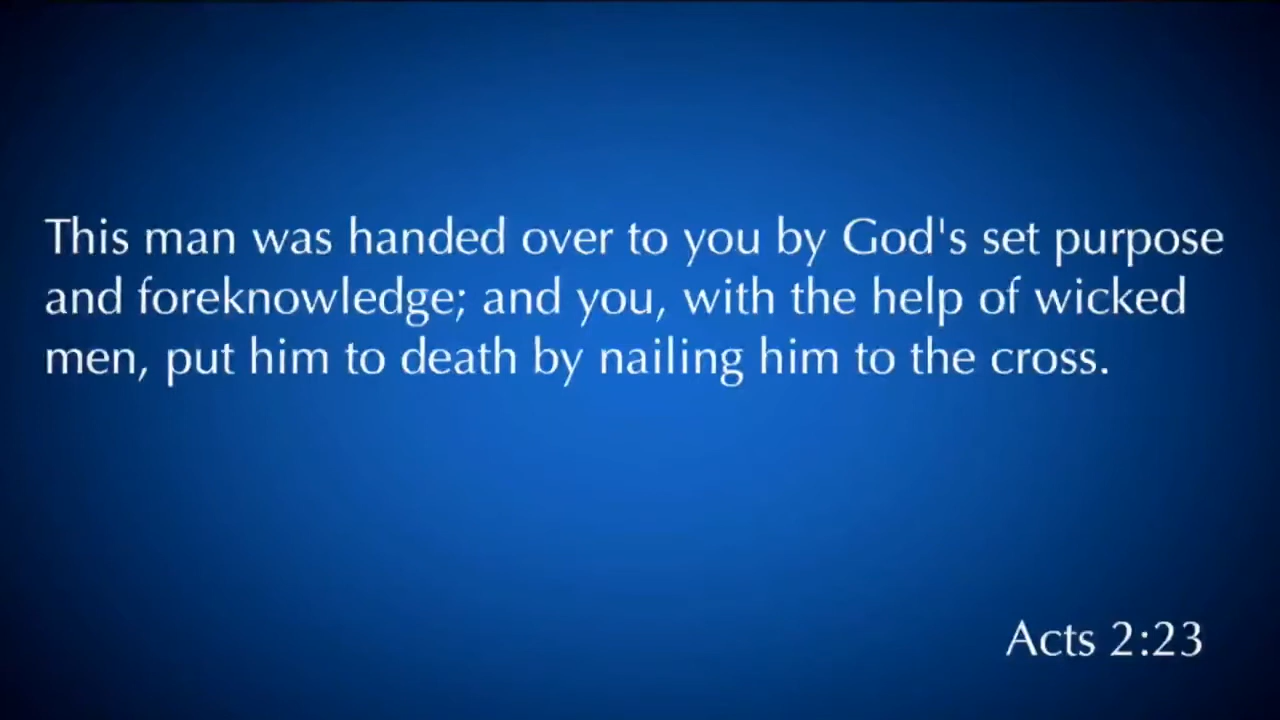 This man was handed over to you by God's set purpose
and foreknowledge; and you, with the help of wicked
men, put him to death by nailing him to the cross.
Acts 2:23